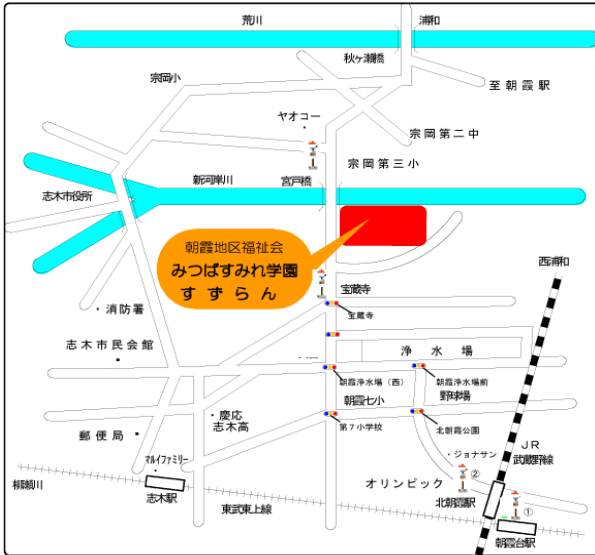 荒川
浦和
秋ヶ瀬橋
宗岡小
至朝霞駅
ヤオコー
宗岡第二中
宗岡第三小
新河岸川
宮戸橋
志木市役所
朝霞地区福祉会
みつばすみれ学園
すずらん
西浦和
宝蔵寺
宝蔵寺
消防署
志木市民会館
浄水場
朝霞浄水場（西）
朝霞浄水場前
朝霞七小
野球場
慶応
志木高
郵便局
第７小学校
北朝霞公園
マルイファミリー
ジョナサン
JR
武蔵野線
柳瀬川
志木駅
東武東上線
オリンピック
②
北朝霞駅
①
朝霞台駅